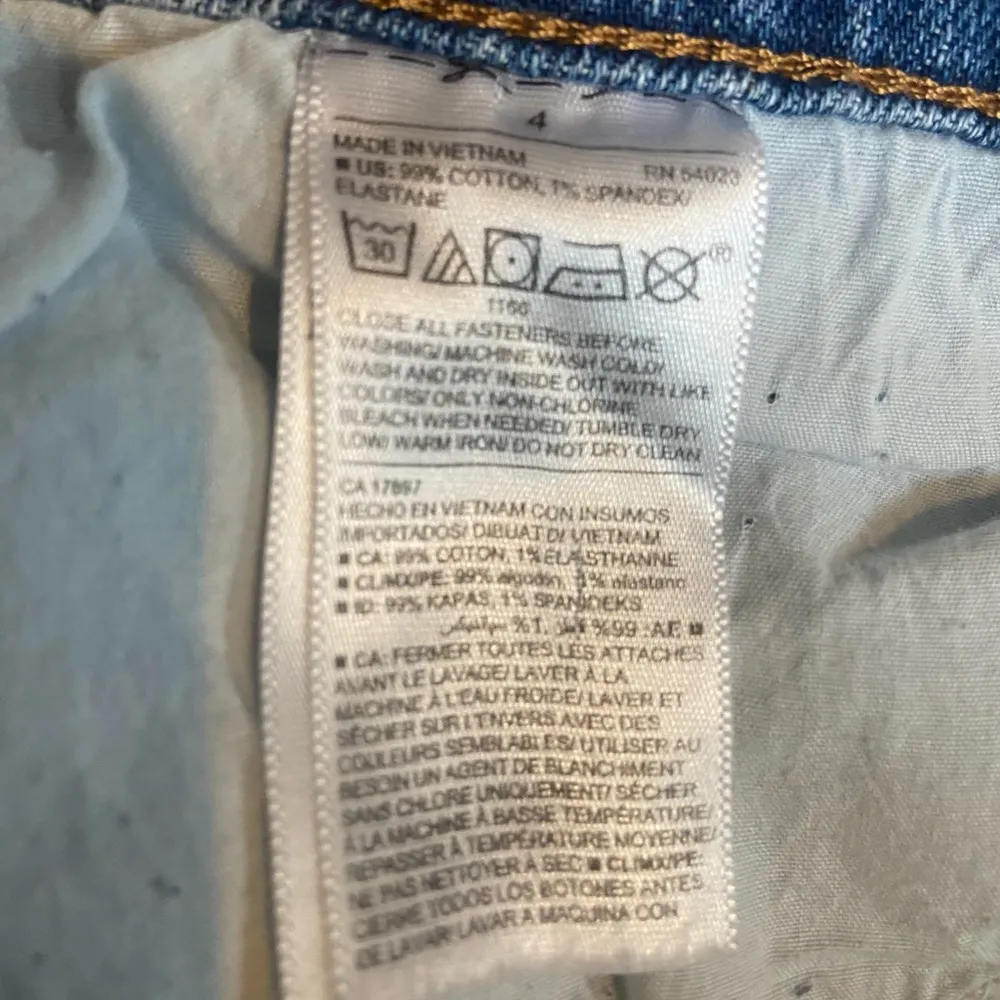 4
MADE IN VIETNAM RN 54023
■ US: 99% COTTON, 1% SPANDEX/
ELASTANE
30 ®
1166
CLOSE ALL FASTENERS BEFORE
WASHING/ MACHINE WASH COLD/
WASH AND DRY INSIDE OUT WITH LIKE
COLORS/ ONLY NON-CHLORINE
BLEACH WHEN NEEDED/ TUMBLE DRY
LOW/ WARM IRON/ DO NOT DRY CLEAN
CA 17897
HECHO EN VIETNAM CON INSUMOS
IMPORTADOS/ DIBUAT DI VIETNAM
■ CA: 99% COTON, 1% ELASTHANNE
■ CL/MX/PE: 99% algodón, 1% elastano
■ ID: 99% KAPAS, 1% SPANDEKS
■ AE: 99% 1%
■ CA: FERMER TOUTES LES ATTACHES
AVANT LE LAVAGE/ LAVER À LA
MACHINE À L'EAU FROIDE/ LAVER ET
SÉCHER SUR L'ENVERS AVEC DES
COULEURS SEMBLABLES/ UTILISER AU
BESOIN UN AGENT DE BLANCHIMENT
SANS CHLORE UNIQUEMENT/ SÉCHER
À LA MACHINE À BASSE TEMPÉRATURE/
REPASSER À TEMPÉRATURE MOYENNE/
NE PAS NETTOYER À SEC ■ CL/MX/PE:
CIERRE TODOS LOS BOTONES ANTES
DE LAVAR/ LAVAR A MAQUINA CON